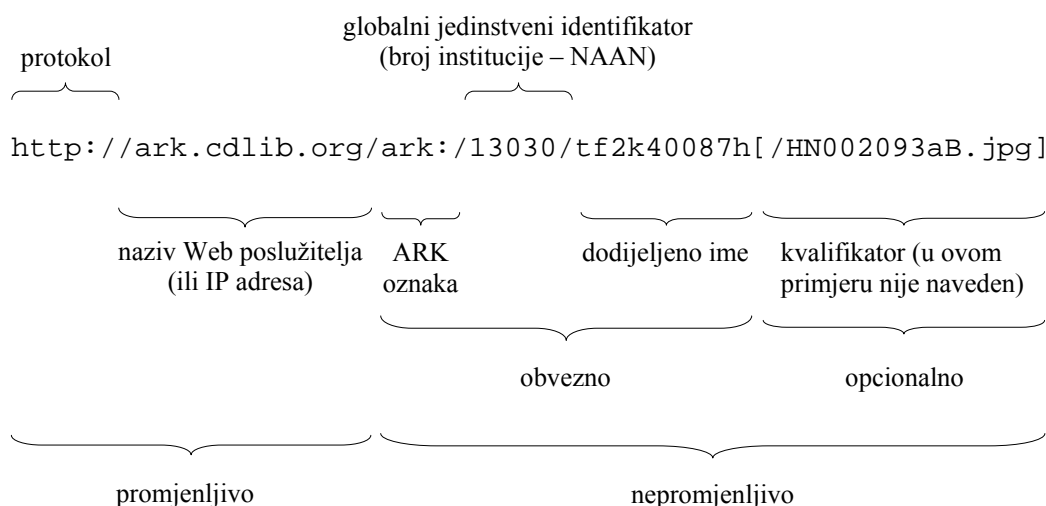 globalni jedinstveni identifikator
(broj institucije – NAAN)
protokol
http://ark.cdlib.org/ark:/13030/tf2k40087h[/HN002093aB.jpg]
naziv Web poslužitelja
(ili IP adresa)
ARK
oznaka
dodijeljeno ime
kvalifikator (u ovom
primjeru nije naveden)
obvezno
opcionalno
promjenljivo
nepromjenljivo